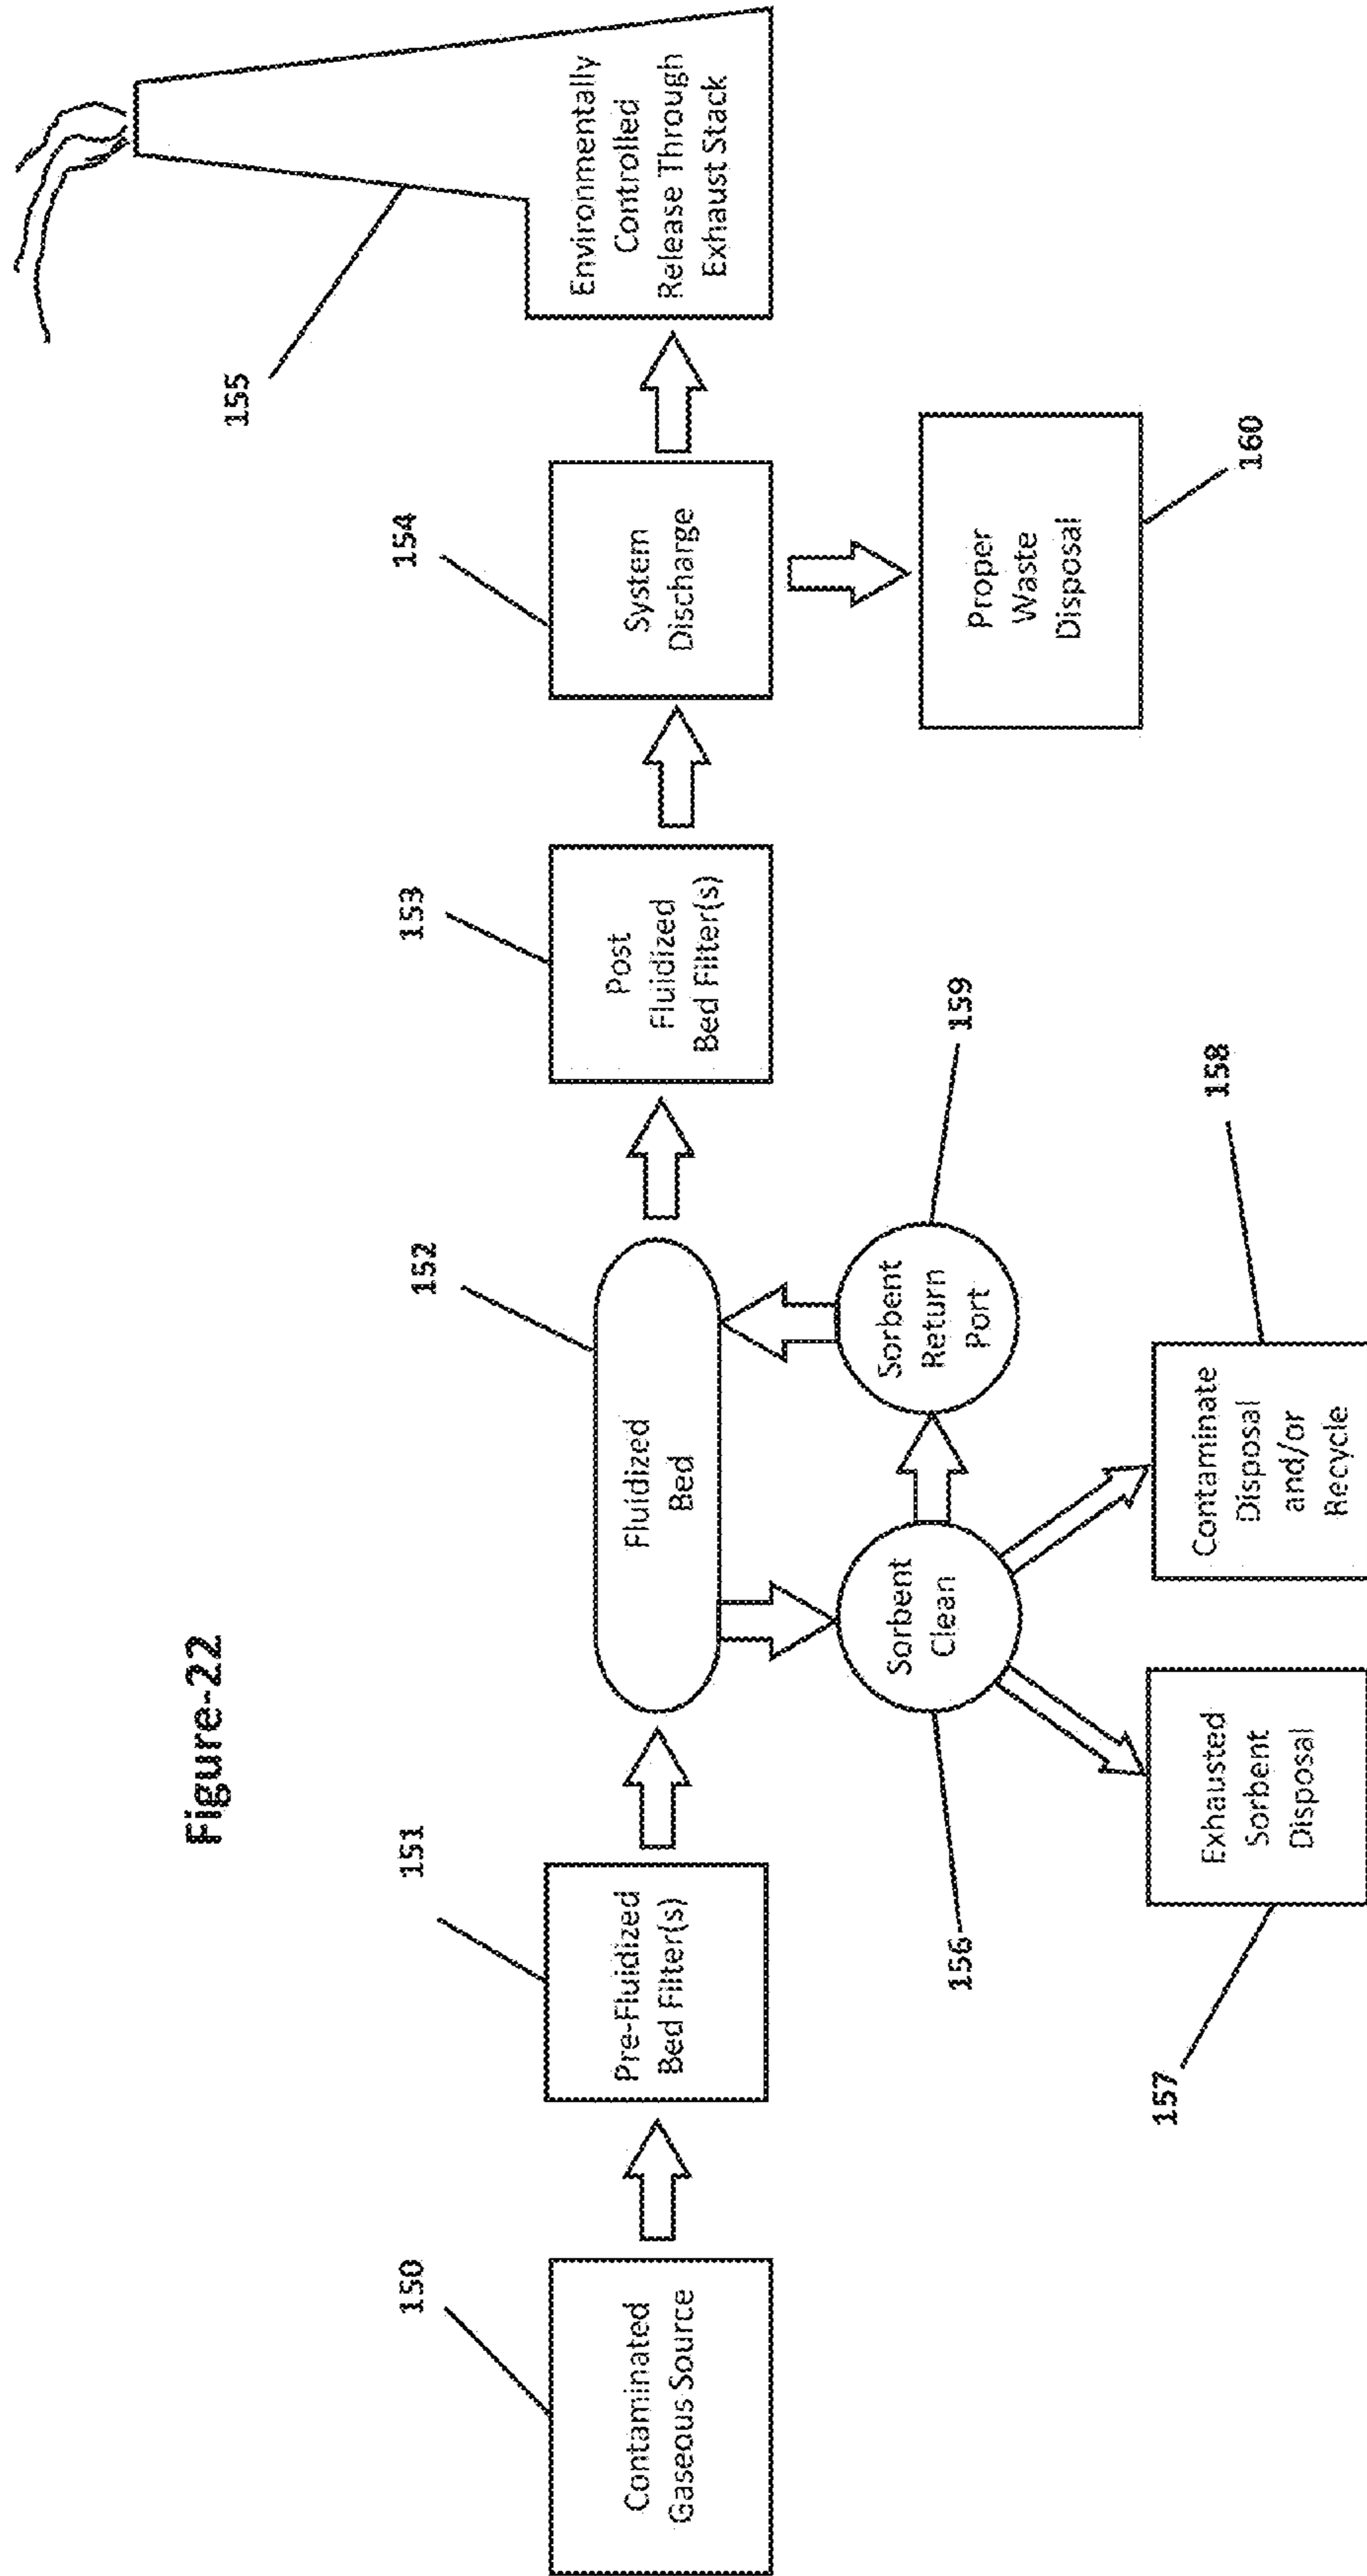 Figure-22
150
Contaminated
Gaseous Source
151
Pre-Fluidized
Bed Filter(s)
152
Fluidized
Bed
153
Post
Fluidized
Bed Filter(s)
154
System
Discharge
155
Environmentally
Controlled
Release Through
Exhaust Stack
156
Sorbent
Clean
159
Sorbent
Return
Port
157
Exhausted
Sorbent
Disposal
158
Contaminate
Disposal
and/or
Recycle
160
Proper
Waste
Disposal